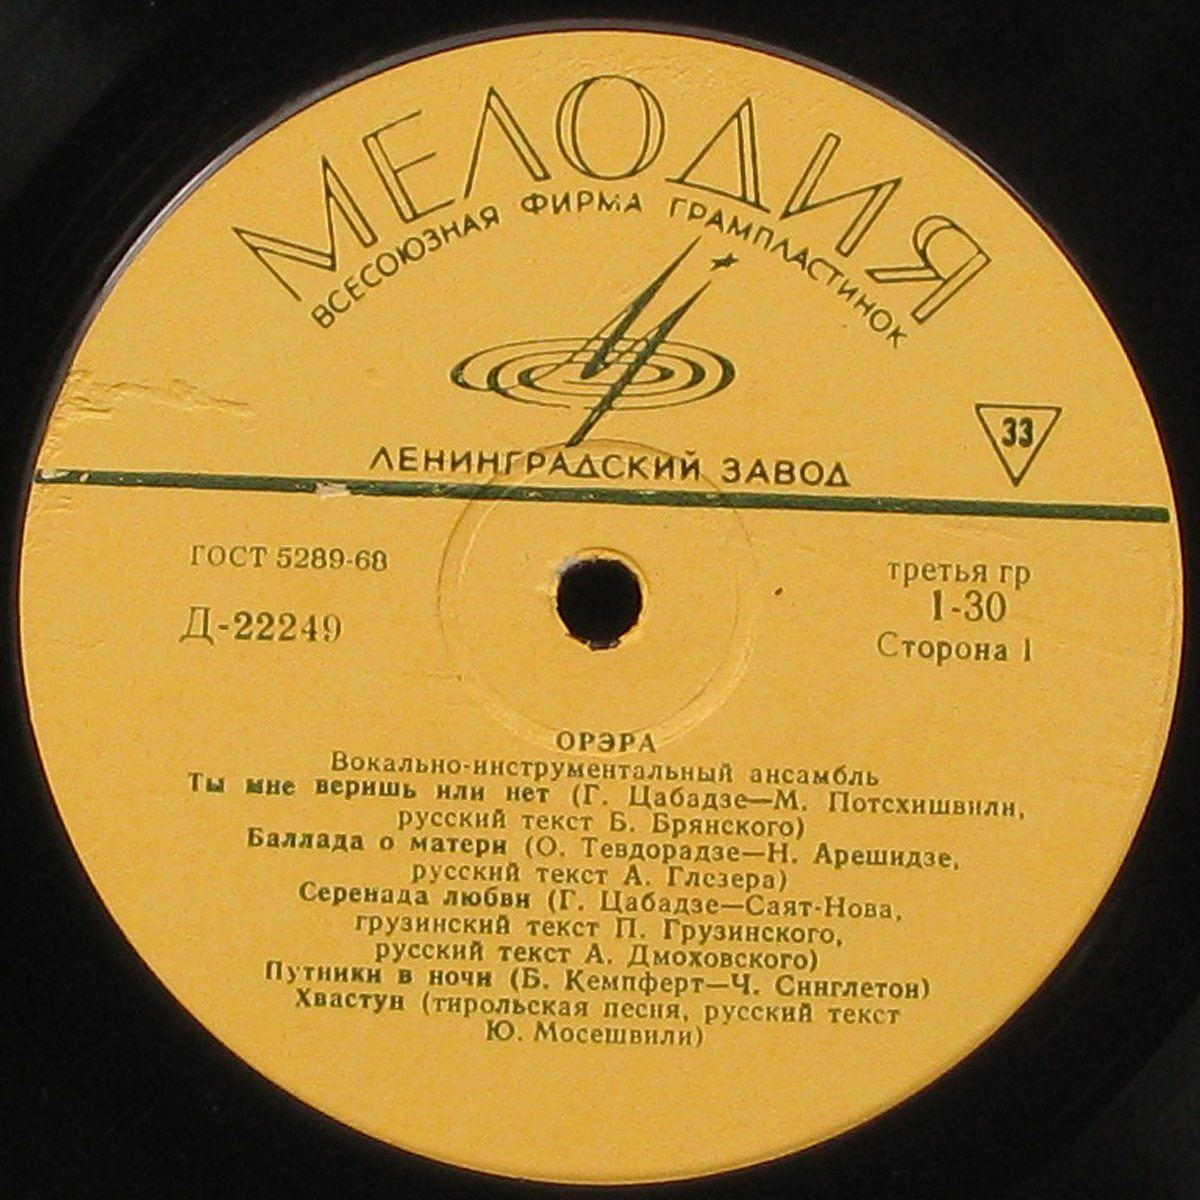 МЕЛОДИЯ
ВСЕСОЮЗНАЯ ФИРМА ГРАМПЛАСТИНОК
33
ЛЕНИНГРАДСКИЙ ЗАВОД
ГОСТ 5289-68
Д-22249
третья гр
1-30
Сторона 1
ОРЭРА
Вокально-инструментальный ансамбль
Ты мне веришь или нет (Г. Цабадзе—М. Потсхишвили,
русский текст Б. Брянского)
Баллада о матери (О. Тевдорадзе—Н. Арешидзе,
русский текст А. Глезера)
Серенада любви (Г. Цабадзе—Саят-Нова,
грузинский текст П. Грузинского,
русский текст А. Дмоховского)
Путники в ночи (Б. Кемпферт—Ч. Синглетон)
Хвастун (тирольская песня, русский текст
Ю. Мосешвили)